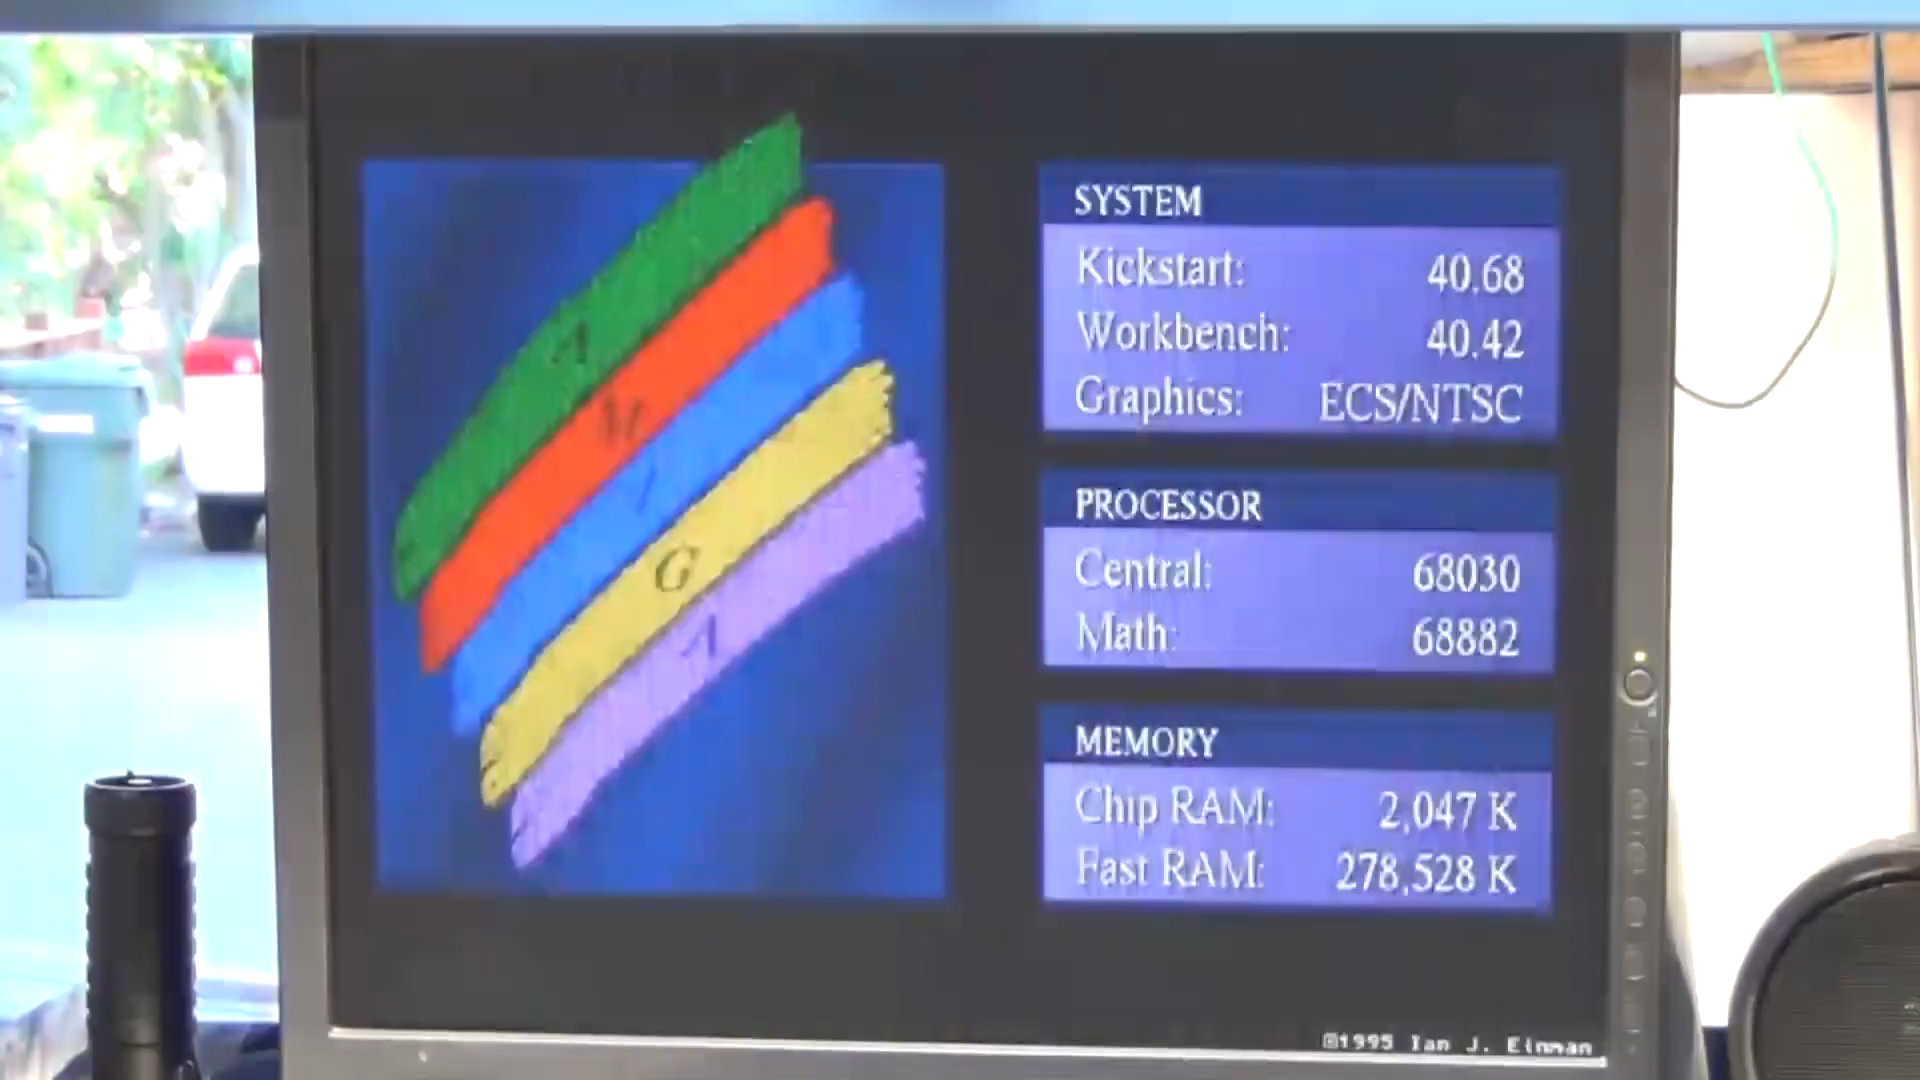 A
M
I
G
A
SYSTEM
Kickstart: 40.68
Workbench: 40.42
Graphics: ECS/NTSC
PROCESSOR
Central: 68030
Math: 68882
MEMORY
Chip RAM: 2,047 K
Fast RAM: 278,528 K
©1995 Ian J. Einman